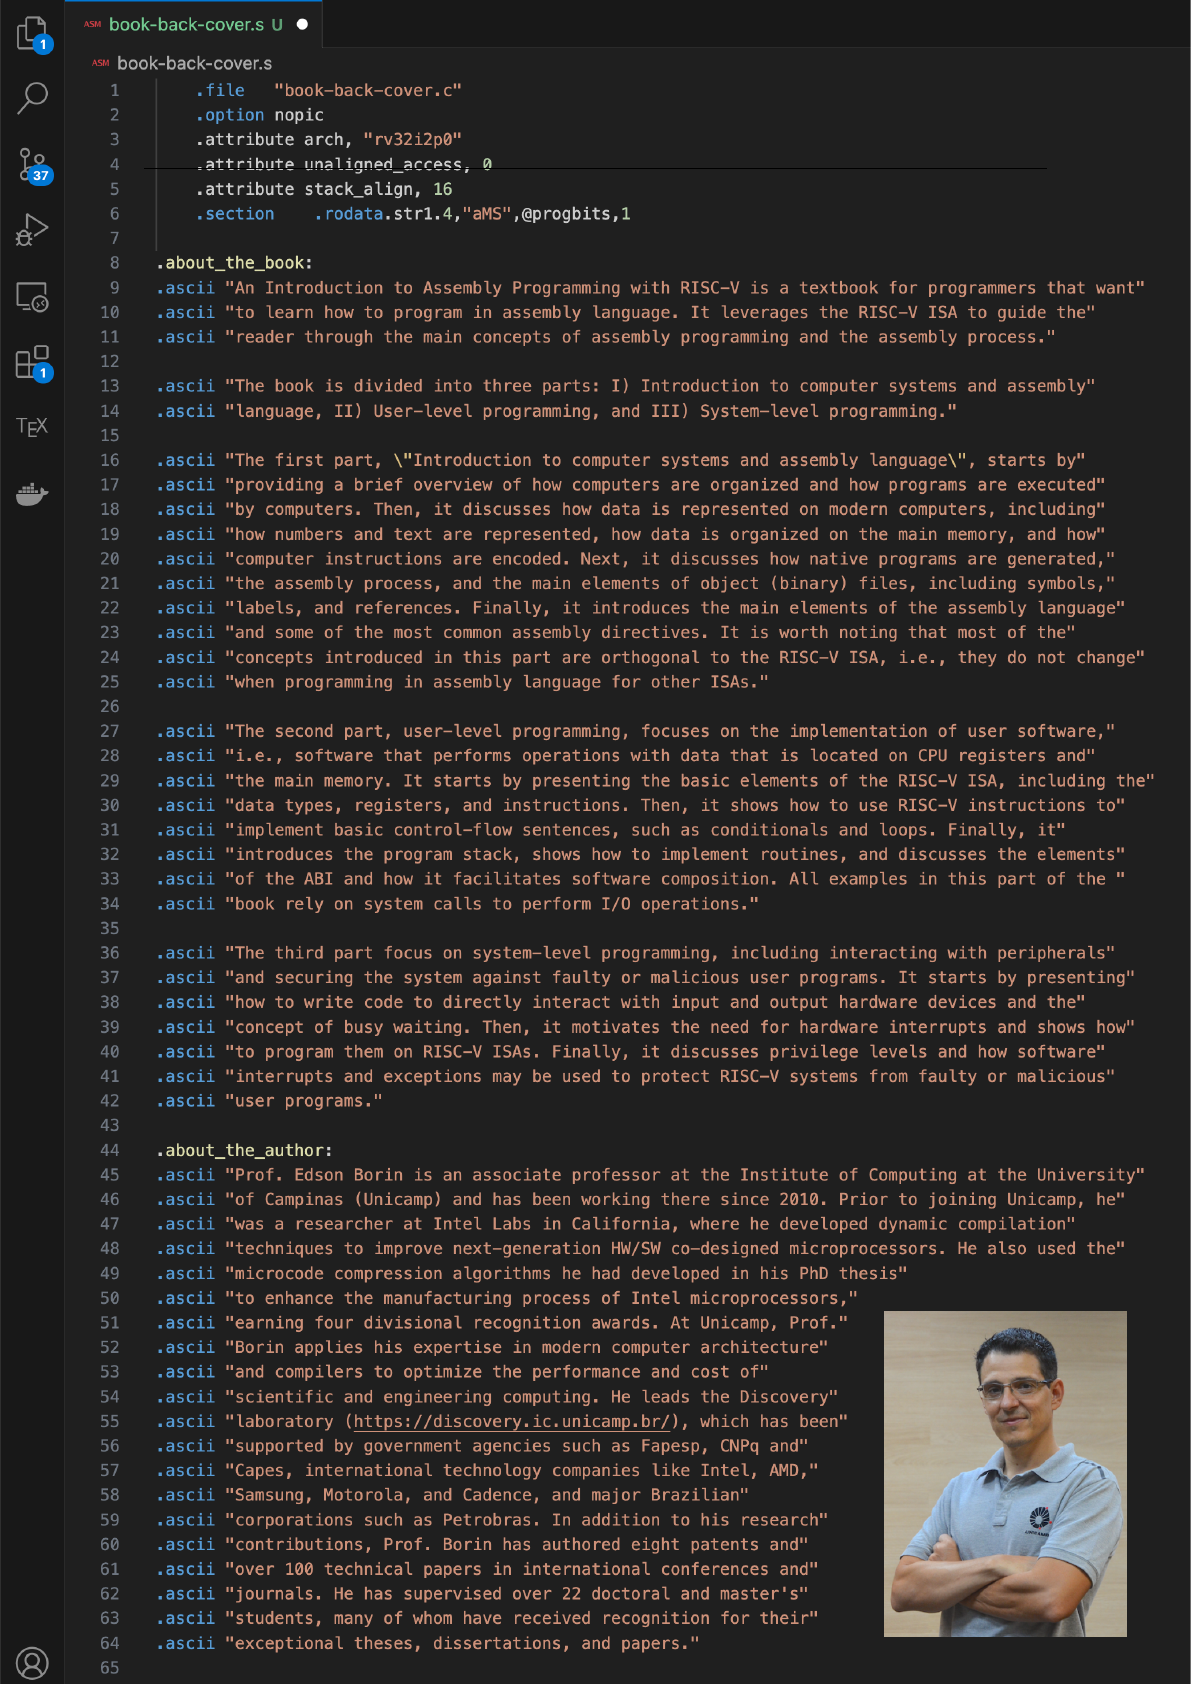 ASM book-back-cover.s U
1
ASM book-back-cover.s
1 .file "book-back-cover.c"
2 .option nopic
3 .attribute arch, "rv32i2p0"
4 .attribute unaligned_access, 0
37
5 .attribute stack_align, 16
6 .section .rodata.str1.4,"aMS",@progbits,1
7
8 .about_the_book:
9 .ascii "An Introduction to Assembly Programming with RISC-V is a textbook for programmers that want"
10 .ascii "to learn how to program in assembly language. It leverages the RISC-V ISA to guide the"
11 .ascii "reader through the main concepts of assembly programming and the assembly process."
12
1
13 .ascii "The book is divided into three parts: I) Introduction to computer systems and assembly"
14 .ascii "language, II) User-level programming, and III) System-level programming."
TEX
15
16 .ascii "The first part, \"Introduction to computer systems and assembly language\", starts by"
17 .ascii "providing a brief overview of how computers are organized and how programs are executed"
18 .ascii "by computers. Then, it discusses how data is represented on modern computers, including"
19 .ascii "how numbers and text are represented, how data is organized on the main memory, and how"
20 .ascii "computer instructions are encoded. Next, it discusses how native programs are generated,"
21 .ascii "the assembly process, and the main elements of object (binary) files, including symbols,"
22 .ascii "labels, and references. Finally, it introduces the main elements of the assembly language"
23 .ascii "and some of the most common assembly directives. It is worth noting that most of the"
24 .ascii "concepts introduced in this part are orthogonal to the RISC-V ISA, i.e., they do not change"
25 .ascii "when programming in assembly language for other ISAs."
26
27 .ascii "The second part, user-level programming, focuses on the implementation of user software,"
28 .ascii "i.e., software that performs operations with data that is located on CPU registers and"
29 .ascii "the main memory. It starts by presenting the basic elements of the RISC-V ISA, including the"
30 .ascii "data types, registers, and instructions. Then, it shows how to use RISC-V instructions to"
31 .ascii "implement basic control-flow sentences, such as conditionals and loops. Finally, it"
32 .ascii "introduces the program stack, shows how to implement routines, and discusses the elements"
33 .ascii "of the ABI and how it facilitates software composition. All examples in this part of the "
34 .ascii "book rely on system calls to perform I/O operations."
35
36 .ascii "The third part focus on system-level programming, including interacting with peripherals"
37 .ascii "and securing the system against faulty or malicious user programs. It starts by presenting"
38 .ascii "how to write code to directly interact with input and output hardware devices and the"
39 .ascii "concept of busy waiting. Then, it motivates the need for hardware interrupts and shows how"
40 .ascii "to program them on RISC-V ISAs. Finally, it discusses privilege levels and how software"
41 .ascii "interrupts and exceptions may be used to protect RISC-V systems from faulty or malicious"
42 .ascii "user programs."
43
44 .about_the_author:
45 .ascii "Prof. Edson Borin is an associate professor at the Institute of Computing at the University"
46 .ascii "of Campinas (Unicamp) and has been working there since 2010. Prior to joining Unicamp, he"
47 .ascii "was a researcher at Intel Labs in California, where he developed dynamic compilation"
48 .ascii "techniques to improve next-generation HW/SW co-designed microprocessors. He also used the"
49 .ascii "microcode compression algorithms he had developed in his PhD thesis"
50 .ascii "to enhance the manufacturing process of Intel microprocessors,"
51 .ascii "earning four divisional recognition awards. At Unicamp, Prof."
52 .ascii "Borin applies his expertise in modern computer architecture"
53 .ascii "and compilers to optimize the performance and cost of"
54 .ascii "scientific and engineering computing. He leads the Discovery"
55 .ascii "laboratory (https://discovery.ic.unicamp.br/), which has been"
56 .ascii "supported by government agencies such as Fapesp, CNPq and"
57 .ascii "Capes, international technology companies like Intel, AMD,"
58 .ascii "Samsung, Motorola, and Cadence, and major Brazilian"
59 .ascii "corporations such as Petrobras. In addition to his research"
60 .ascii "contributions, Prof. Borin has authored eight patents and"
61 .ascii "over 100 technical papers in international conferences and"
62 .ascii "journals. He has supervised over 22 doctoral and master's"
63 .ascii "students, many of whom have received recognition for their"
64 .ascii "exceptional theses, dissertations, and papers."
65